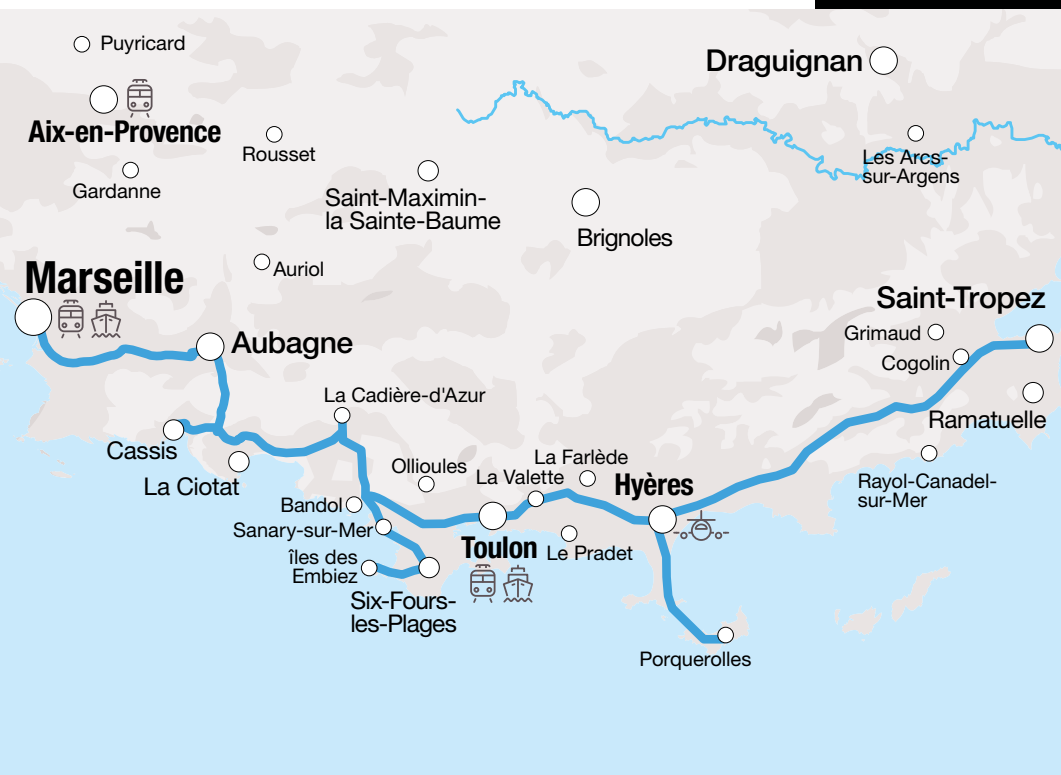 Puyricard
Draguignan
Aix-en-Provence
Rousset
Les Arcs-
sur-Argens
Gardanne
Saint-Maximin-
la Sainte-Baume
Brignoles
Marseille
Auriol
Saint-Tropez
Grimaud
Aubagne
Cogolin
La Cadière-d'Azur
Ramatuelle
Cassis
La Ciotat
Ollioules
La Farlède
La Valette
Hyères
Rayol-Canadel-
sur-Mer
Bandol
Sanary-sur-Mer
Toulon
Le Pradet
îles des
Embiez
Six-Fours-
les-Plages
Porquerolles